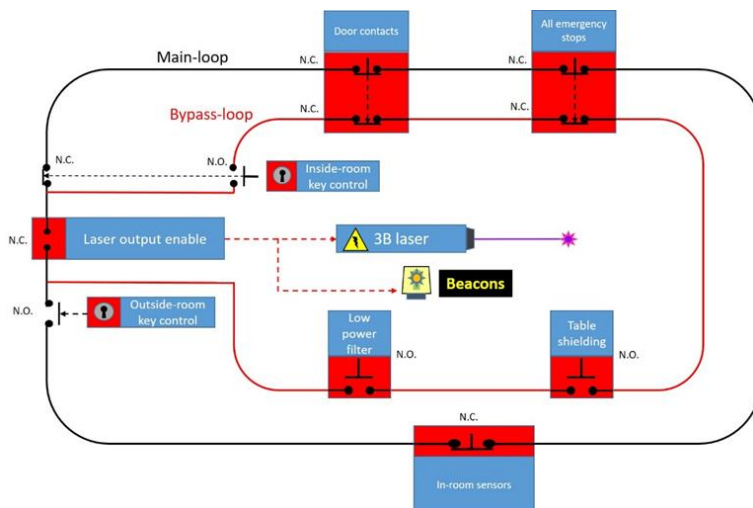 Door contacts
All emergency
stops
Main-loop
N.C.
N.C.
Bypass-loop
N.C.
N.C.
N.C.
N.O.
Inside-room
key control
N.C.
Laser output enable
3B laser
Beacons
N.O.
Outside-room
key control
Low
power
filter
N.O.
Table
shielding
N.O.
N.C.
In-room sensors